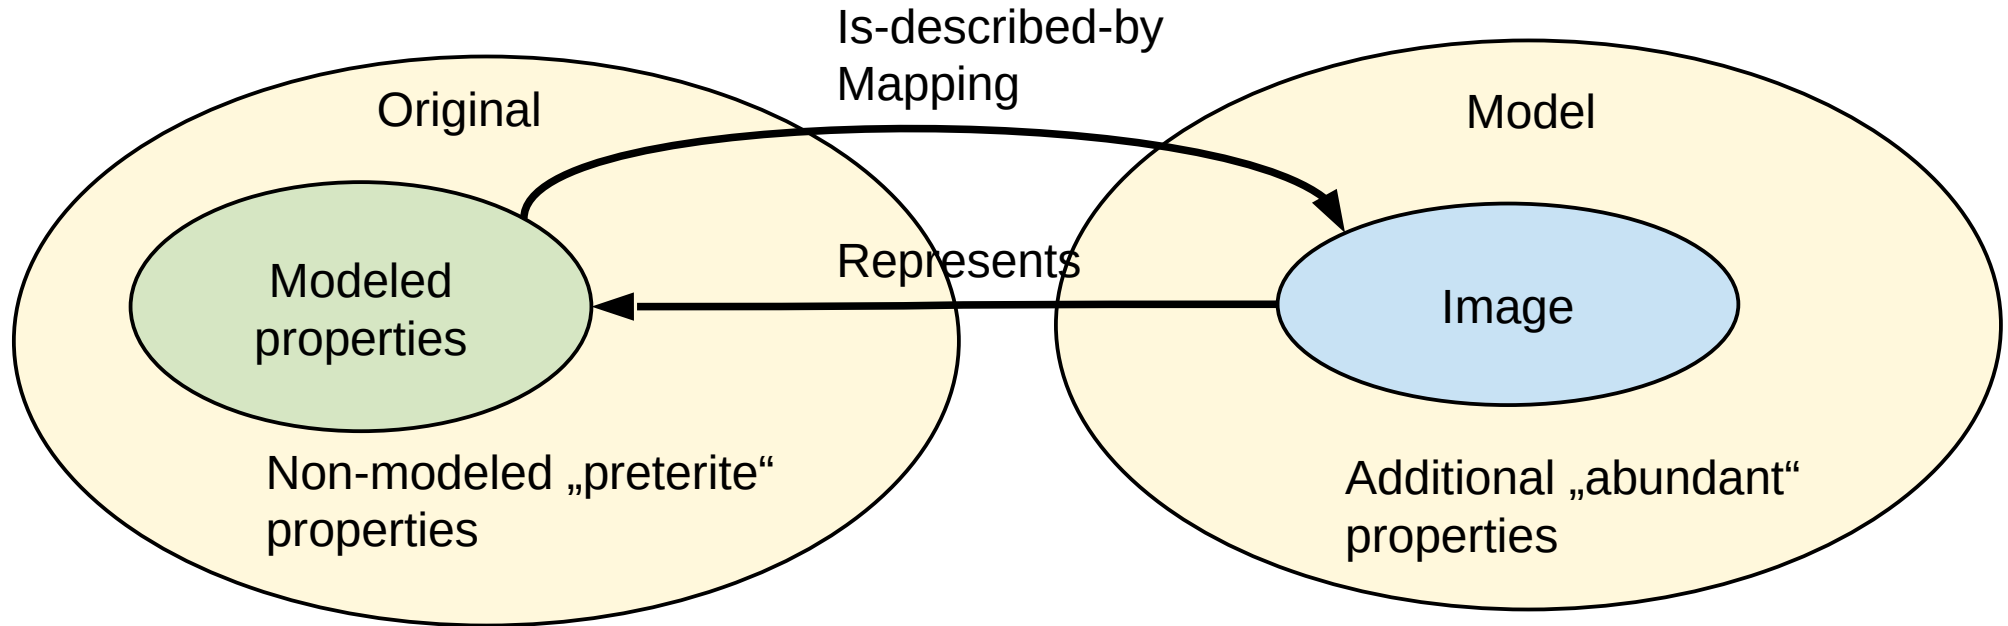 Is-described-by
Mapping
Original
Model
Represents
Modeled
properties
Image
Non-modeled „preterite“
properties
Additional „abundant“
properties